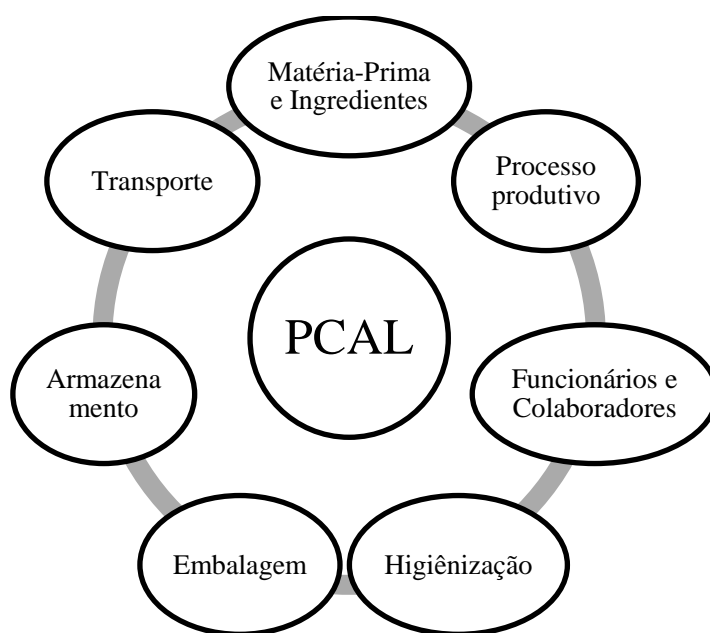 Matéria-Prima
e Ingredientes
Processo
produtivo
Funcionários e
Colaboradores
Higiênização
Embalagem
Armazena
mento
Transporte
PCAL